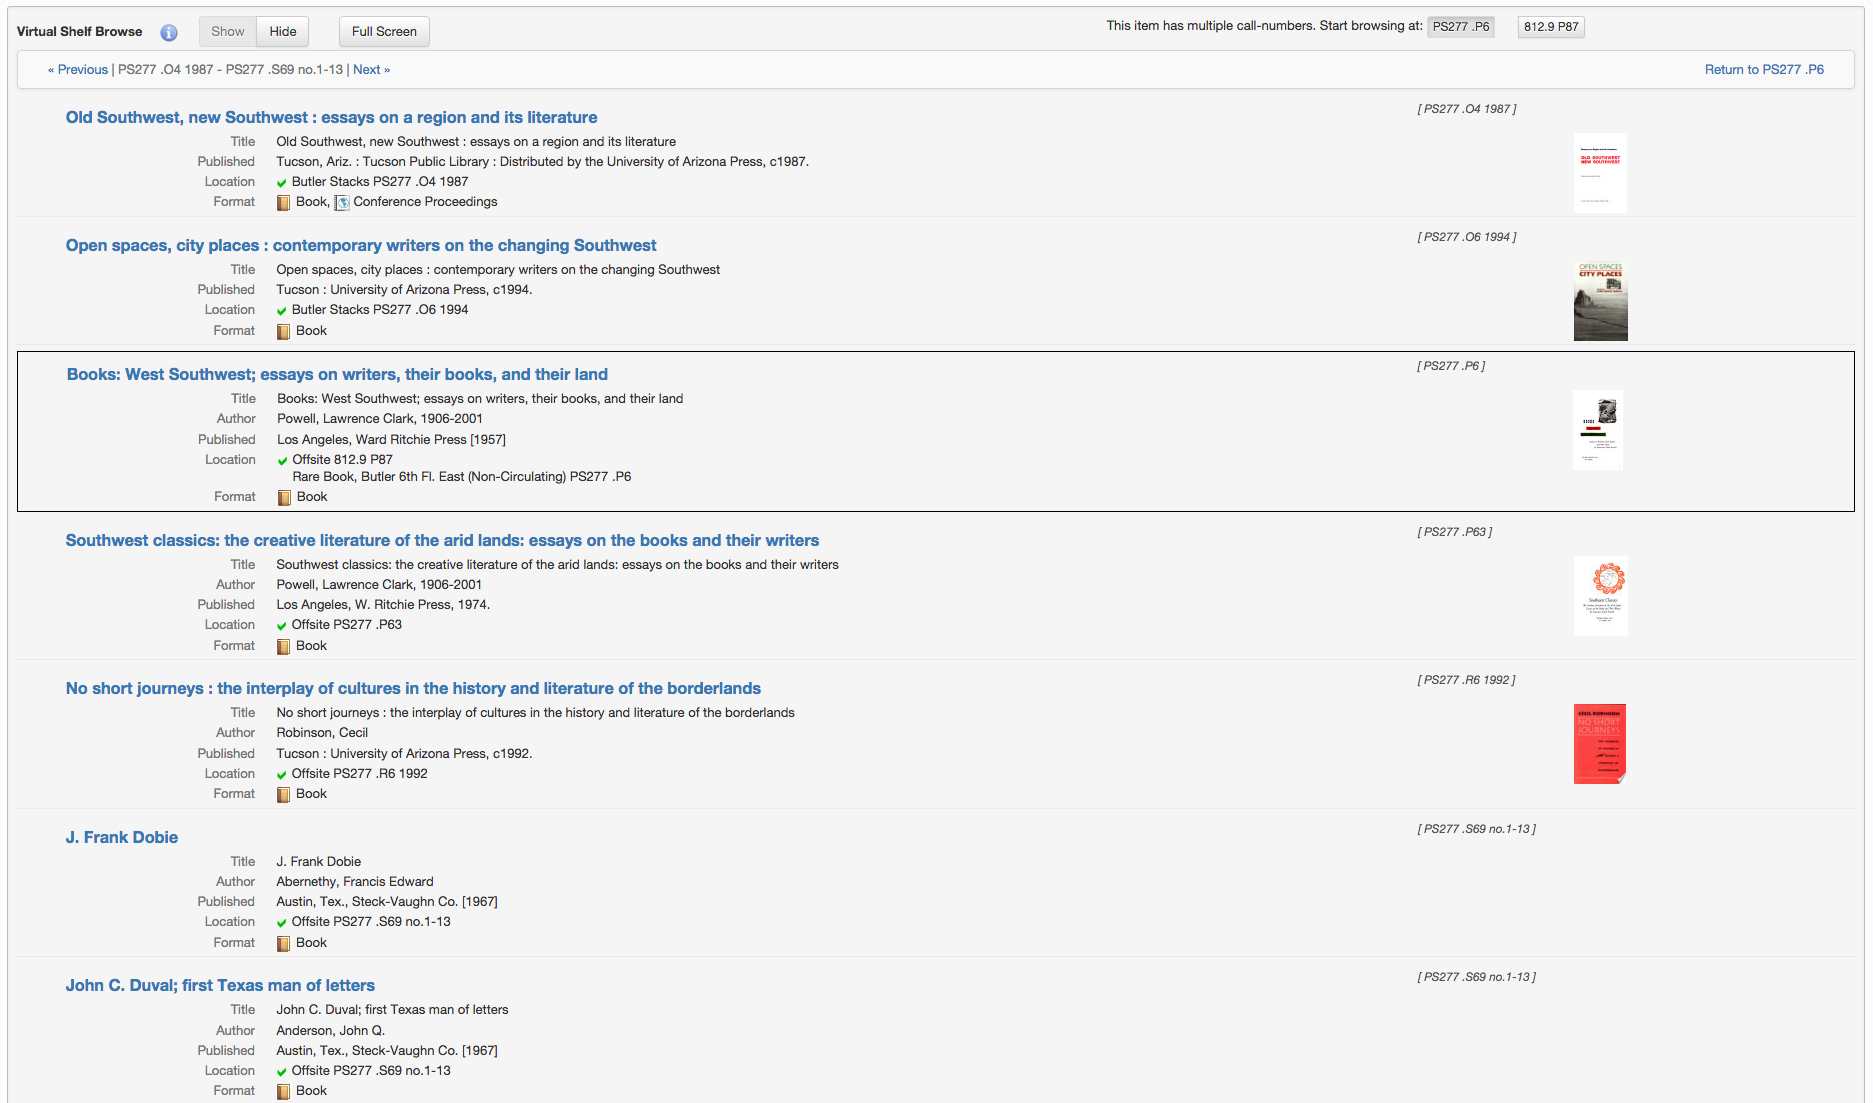 Virtual Shelf Browse i Show Hide Full Screen This item has multiple call-numbers. Start browsing at: PS277 .P6 812.9 P87
« Previous | PS277 .O4 1987 - PS277 .S69 no.1-13 | Next » Return to PS277 .P6
Old Southwest, new Southwest : essays on a region and its literature [ PS277 .O4 1987 ]
Title Old Southwest, new Southwest : essays on a region and its literature
Published Tucson, Ariz. : Tucson Public Library : Distributed by the University of Arizona Press, c1987.
OLD SOUTHWEST
NEW SOUTHWEST
Location Butler Stacks PS277 .O4 1987
Format Book, Conference Proceedings
Open spaces, city places : contemporary writers on the changing Southwest [ PS277 .O6 1994 ]
Title Open spaces, city places : contemporary writers on the changing Southwest
OPEN SPACES
CITY PLACES
Published Tucson : University of Arizona Press, c1994.
Location Butler Stacks PS277 .O6 1994
Format Book
Books: West Southwest; essays on writers, their books, and their land [ PS277 .P6 ]
Title Books: West Southwest; essays on writers, their books, and their land
Author Powell, Lawrence Clark, 1906-2001
Published Los Angeles, Ward Ritchie Press [1957]
Location Offsite 812.9 P87
Rare Book, Butler 6th Fl. East (Non-Circulating) PS277 .P6
Format Book
Southwest classics: the creative literature of the arid lands: essays on the books and their writers [ PS277 .P63 ]
Title Southwest classics: the creative literature of the arid lands: essays on the books and their writers
Author Powell, Lawrence Clark, 1906-2001
Published Los Angeles, W. Ritchie Press, 1974.
Southwest Classics
Location Offsite PS277 .P63
Format Book
No short journeys : the interplay of cultures in the history and literature of the borderlands [ PS277 .R6 1992 ]
Title No short journeys : the interplay of cultures in the history and literature of the borderlands
CECIL ROBINSON
NO SHORT
JOURNEYS
Author Robinson, Cecil
Published Tucson : University of Arizona Press, c1992.
Location Offsite PS277 .R6 1992
Format Book
J. Frank Dobie [ PS277 .S69 no.1-13 ]
Title J. Frank Dobie
Author Abernethy, Francis Edward
Published Austin, Tex., Steck-Vaughn Co. [1967]
Location Offsite PS277 .S69 no.1-13
Format Book
John C. Duval; first Texas man of letters [ PS277 .S69 no.1-13 ]
Title John C. Duval; first Texas man of letters
Author Anderson, John Q.
Published Austin, Tex., Steck-Vaughn Co. [1967]
Location Offsite PS277 .S69 no.1-13
Format Book